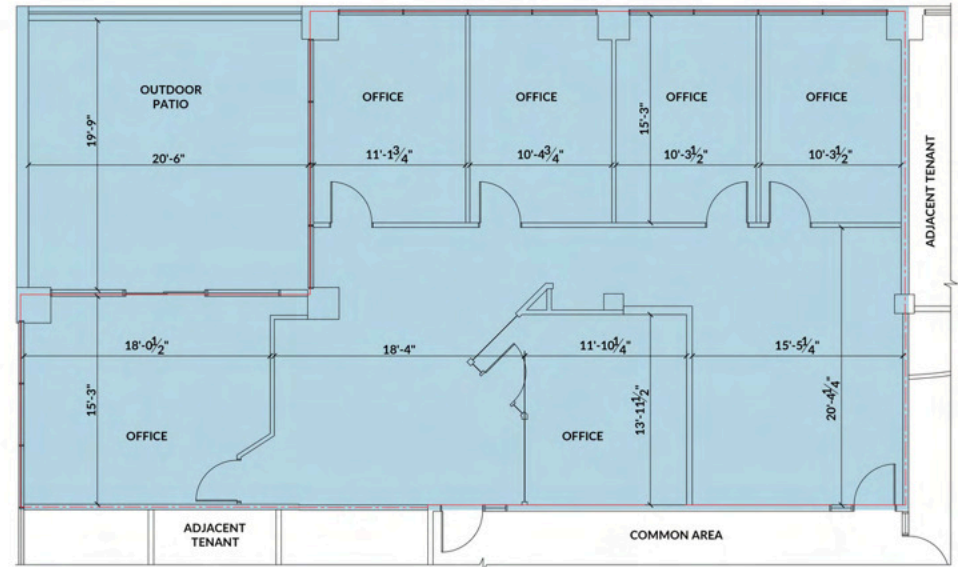 OUTDOOR
PATIO
19'-9"
20'-6"
OFFICE
OFFICE
OFFICE
OFFICE
15'-3"
11'-1¾"
10'-4¾"
10'-3½"
10'-3½"
ADJACENT TENANT
18'-0½"
18'-4"
11'-10¼"
15'-5¼"
15'-3"
13'-11½"
20'-4¼"
OFFICE
OFFICE
ADJACENT
TENANT
COMMON AREA